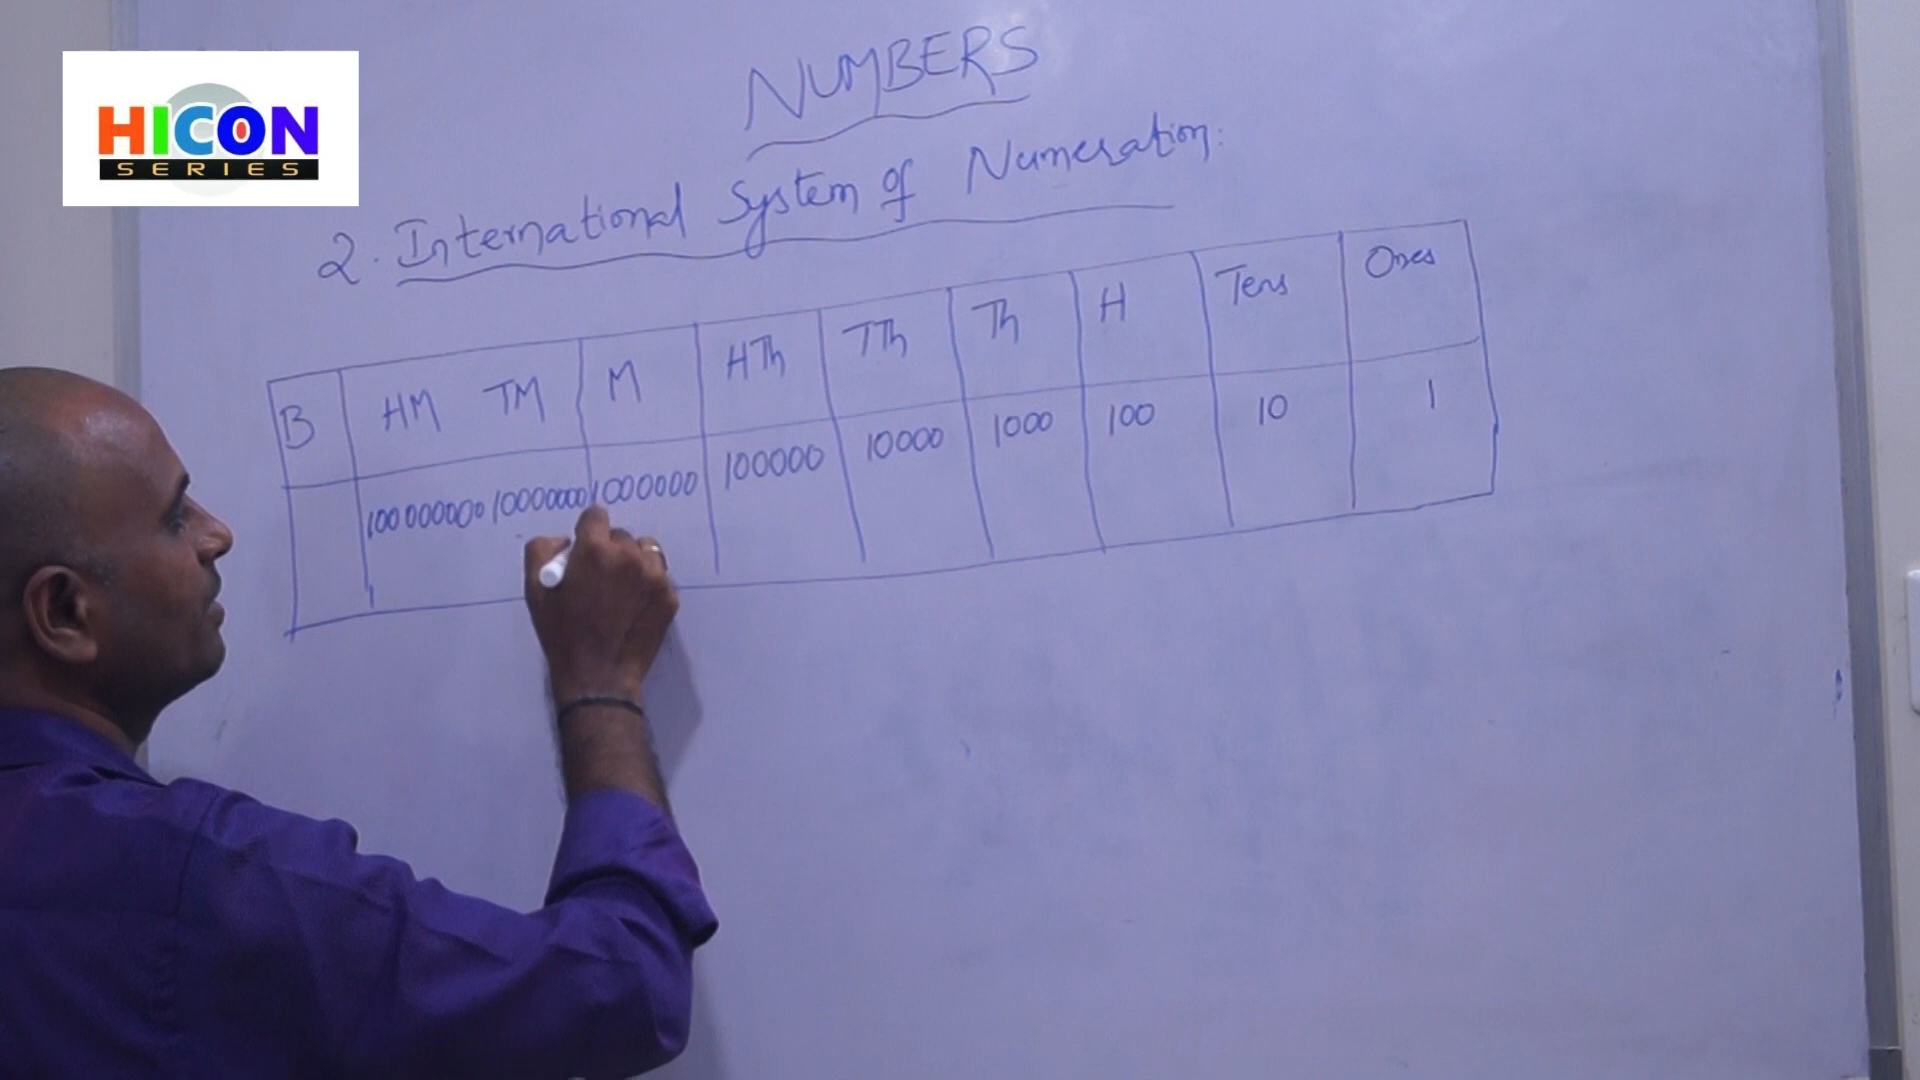 HICON
SERIES
NUMBERS
2. International System of Numeration:
B HM TM M HTh TTh Th H Tens Ones
100000000 10000000 1000000 100000 10000 1000 100 10 1